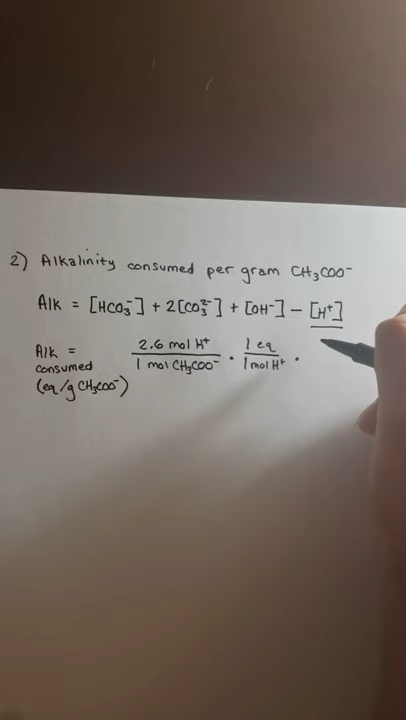 2) Alkalinity consumed per gram CH₃COO⁻
Alk = [HCO₃⁻] + 2[CO₃²⁻] + [OH⁻] − [H⁺]
Alk = 2.6 mol H⁺ / 1 mol CH₃COO⁻ · 1 eq / 1 mol H⁺ ·
consumed
(eq/g CH₃COO⁻)